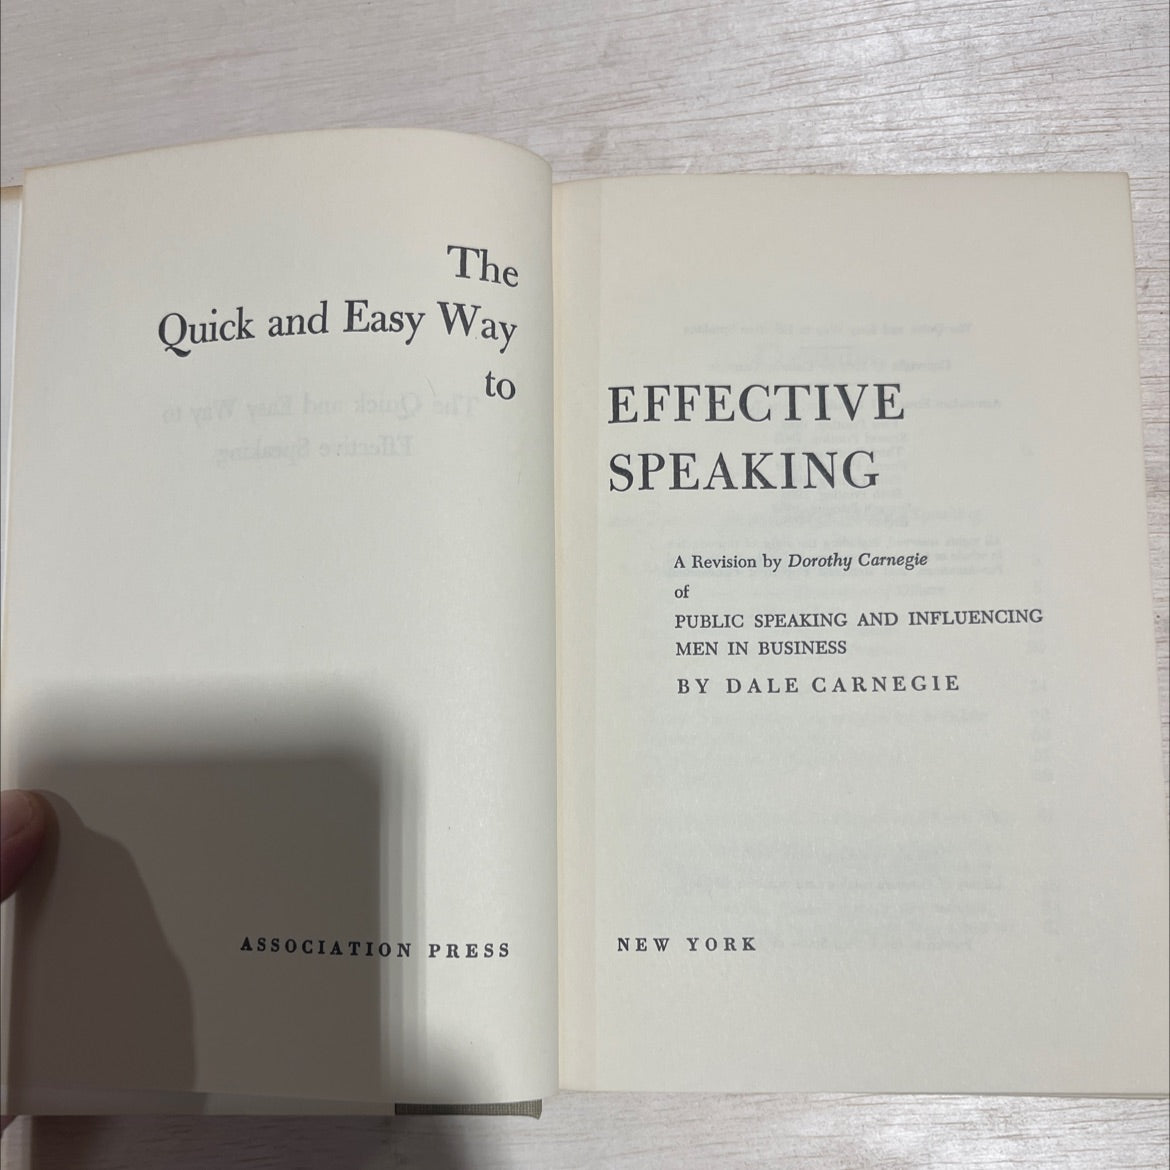 The
Quick and Easy Way
to
ASSOCIATION PRESS
EFFECTIVE
SPEAKING
A Revision by Dorothy Carnegie
of
PUBLIC SPEAKING AND INFLUENCING
MEN IN BUSINESS
BY DALE CARNEGIE
NEW YORK